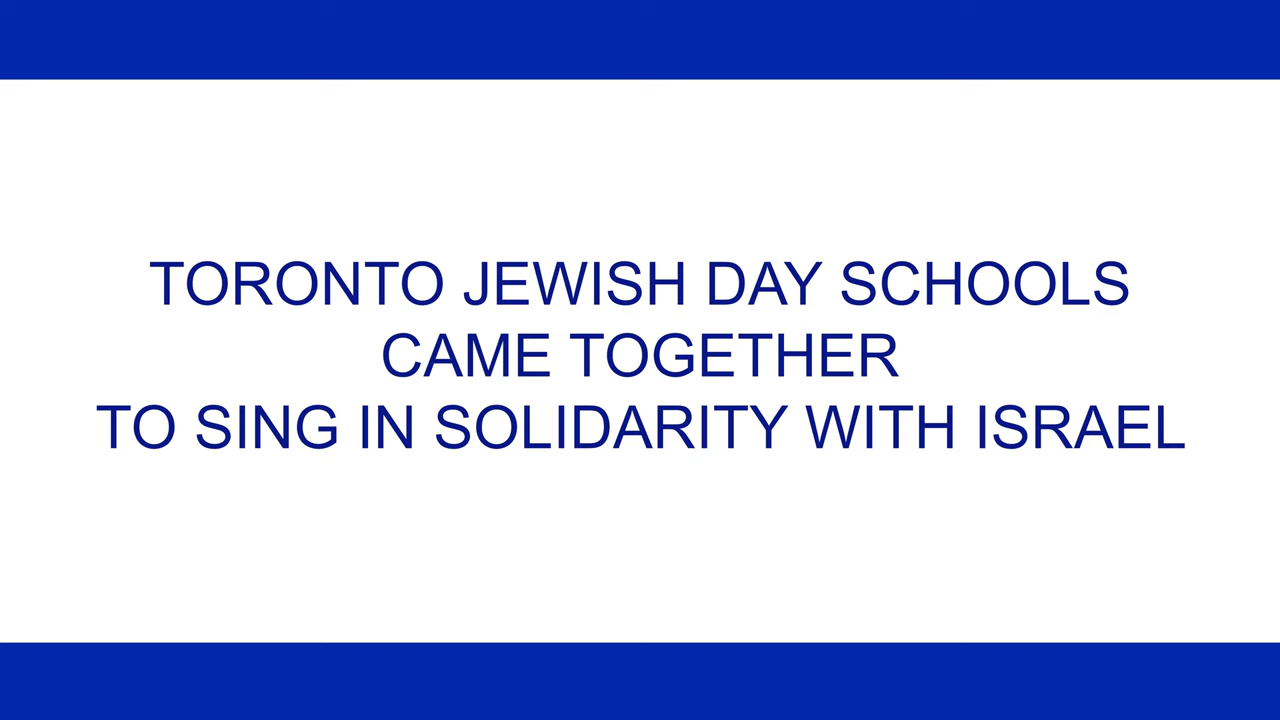 TORONTO JEWISH DAY SCHOOLS
CAME TOGETHER
TO SING IN SOLIDARITY WITH ISRAEL